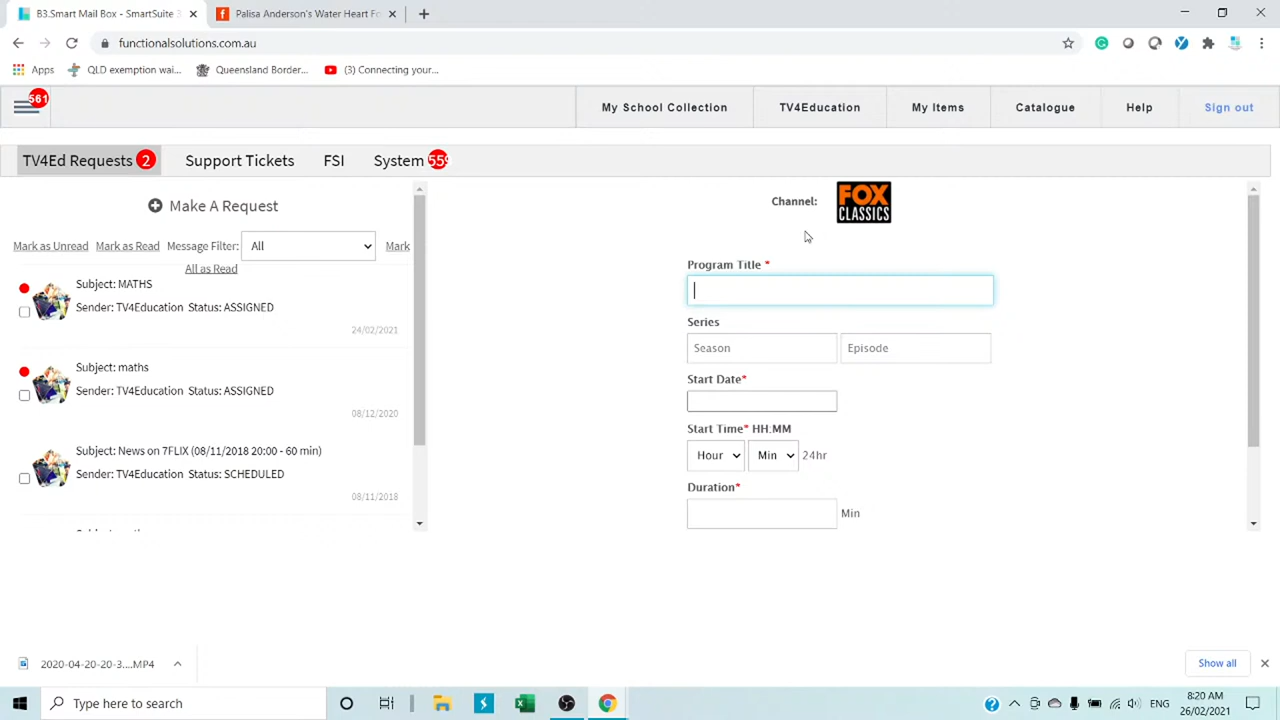 B3.Smart Mail Box - SmartSuite 3
Palisa Anderson's Water Heart Fo
functionalsolutions.com.au
Apps
QLD exemption wai...
Queensland Border...
(3) Connecting your...
561
My School Collection
TV4Education
My Items
Catalogue
Help
Sign out
TV4Ed Requests 2
Support Tickets
FSI
System 559
Make A Request
Mark as Unread
Mark as Read
Message Filter:
All
Mark
All as Read
Subject: MATHS
Sender: TV4Education Status: ASSIGNED
24/02/2021
Subject: maths
Sender: TV4Education Status: ASSIGNED
08/12/2020
Subject: News on 7FLIX (08/11/2018 20:00 - 60 min)
Sender: TV4Education Status: SCHEDULED
08/11/2018
Channel:
FOX
CLASSICS
Program Title *
Series
Season
Episode
Start Date*
Start Time* HH:MM
Hour
Min
24hr
Duration*
Min
2020-04-20-20-3....MP4
Show all
Type here to search
ENG
8:20 AM
26/02/2021